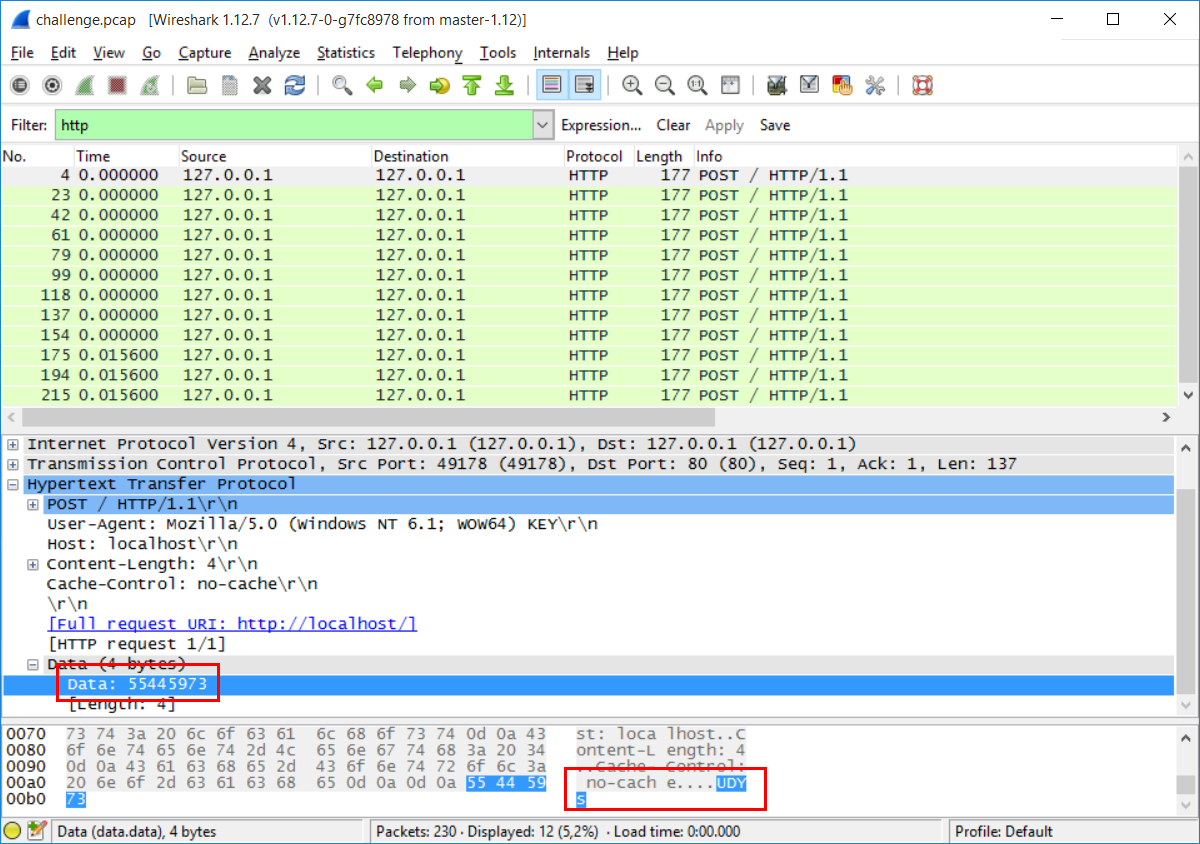 challenge.pcap [Wireshark 1.12.7 (v1.12.7-0-g7fc8978 from master-1.12)]
File Edit View Go Capture Analyze Statistics Telephony Tools Internals Help
Filter: http Expression... Clear Apply Save
No. Time Source Destination Protocol Length Info
4 0.000000 127.0.0.1 127.0.0.1 HTTP 177 POST / HTTP/1.1
23 0.000000 127.0.0.1 127.0.0.1 HTTP 177 POST / HTTP/1.1
42 0.000000 127.0.0.1 127.0.0.1 HTTP 177 POST / HTTP/1.1
61 0.000000 127.0.0.1 127.0.0.1 HTTP 177 POST / HTTP/1.1
79 0.000000 127.0.0.1 127.0.0.1 HTTP 177 POST / HTTP/1.1
99 0.000000 127.0.0.1 127.0.0.1 HTTP 177 POST / HTTP/1.1
118 0.000000 127.0.0.1 127.0.0.1 HTTP 177 POST / HTTP/1.1
137 0.000000 127.0.0.1 127.0.0.1 HTTP 177 POST / HTTP/1.1
154 0.000000 127.0.0.1 127.0.0.1 HTTP 177 POST / HTTP/1.1
175 0.015600 127.0.0.1 127.0.0.1 HTTP 177 POST / HTTP/1.1
194 0.015600 127.0.0.1 127.0.0.1 HTTP 177 POST / HTTP/1.1
215 0.015600 127.0.0.1 127.0.0.1 HTTP 177 POST / HTTP/1.1
Internet Protocol Version 4, Src: 127.0.0.1 (127.0.0.1), Dst: 127.0.0.1 (127.0.0.1)
Transmission Control Protocol, Src Port: 49178 (49178), Dst Port: 80 (80), Seq: 1, Ack: 1, Len: 137
Hypertext Transfer Protocol
POST / HTTP/1.1\r\n
User-Agent: Mozilla/5.0 (Windows NT 6.1; WOW64) KEY\r\n
Host: localhost\r\n
Content-Length: 4\r\n
Cache-Control: no-cache\r\n
\r\n
[Full request URI: http://localhost/]
[HTTP request 1/1]
Data (4 bytes)
Data: 55445973
[Length: 4]
0070 73 74 3a 20 6c 6f 63 61 6c 68 6f 73 74 0d 0a 43 st: loca lhost..C
0080 6f 6e 74 65 6e 74 2d 4c 65 6e 67 74 68 3a 20 34 ontent-L ength: 4
0090 0d 0a 43 61 63 68 65 2d 43 6f 6e 74 72 6f 6c 3a ..Cache- Control:
00a0 20 6e 6f 2d 63 61 63 68 65 0d 0a 0d 0a 55 44 59 no-cach e....UDY
00b0 73 s
Data (data.data), 4 bytes Packets: 230 · Displayed: 12 (5,2%) · Load time: 0:00.000 Profile: Default